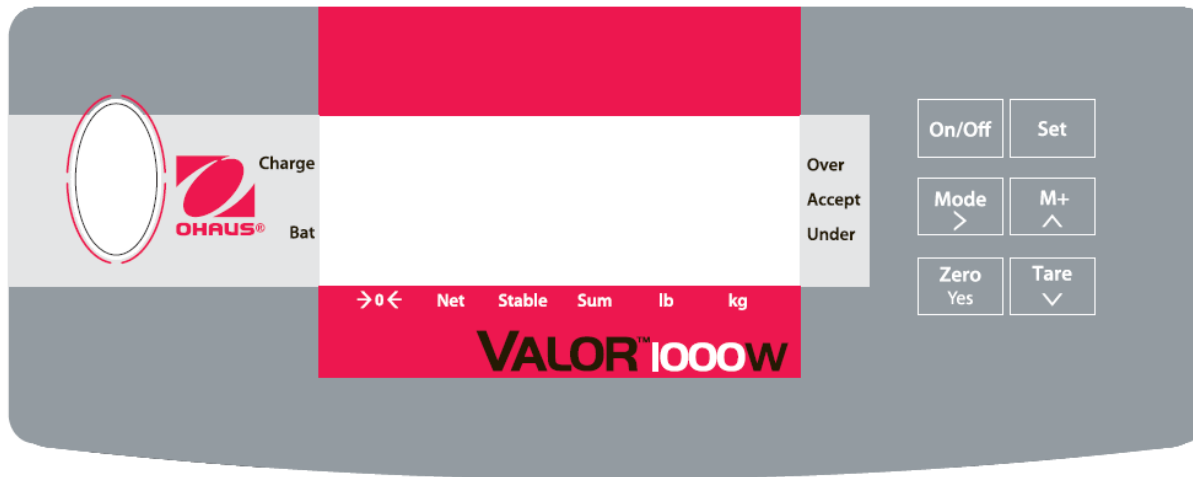 Charge
OHAUS®
Bat
Over
Accept
Under
→0← Net Stable Sum lb kg
VALOR™ 1000W
On/Off Set
Mode M+
>
Zero Tare
Yes